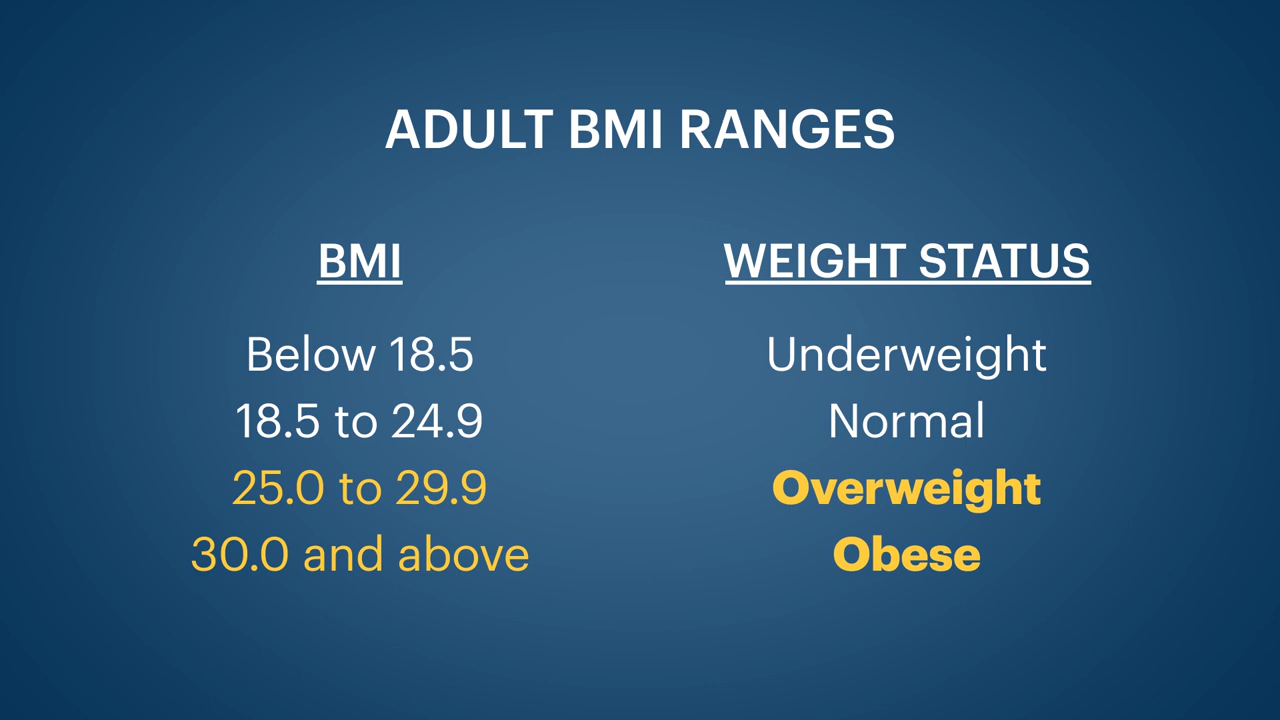 ADULT BMI RANGES
BMI WEIGHT STATUS
Below 18.5 Underweight
18.5 to 24.9 Normal
25.0 to 29.9 Overweight
30.0 and above Obese